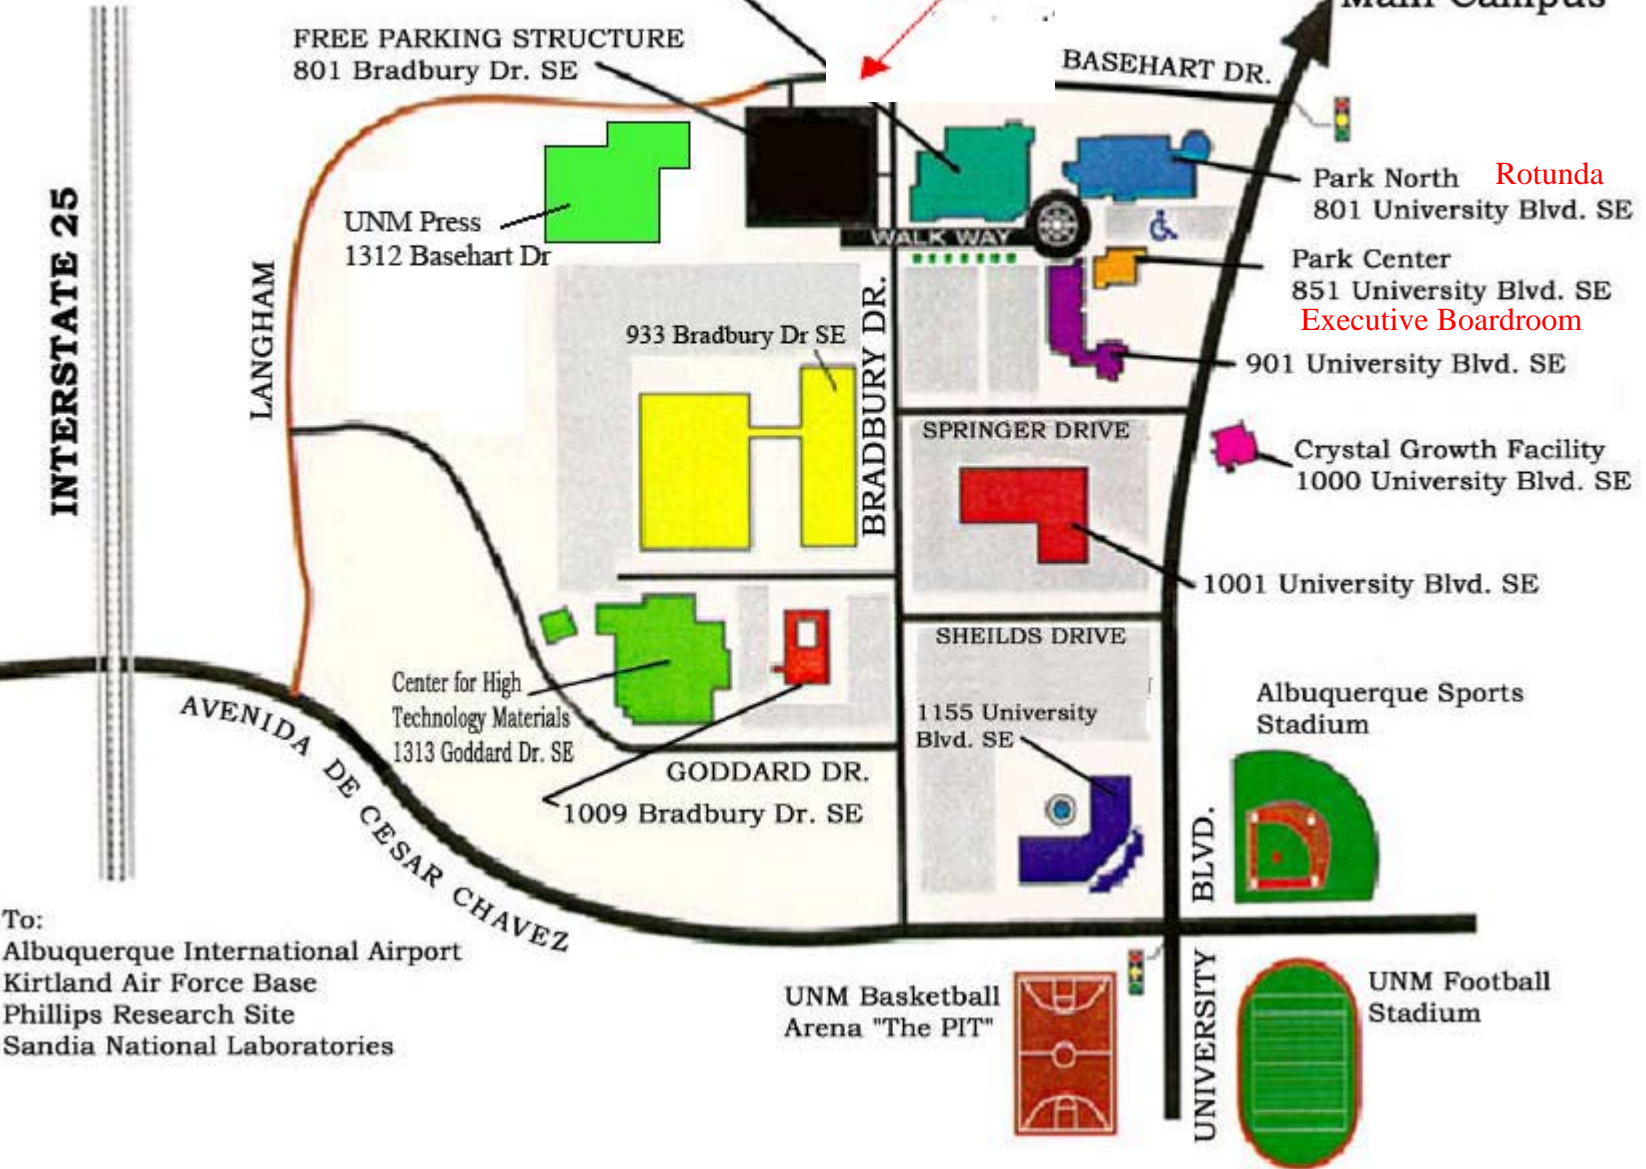 Main Campus
FREE PARKING STRUCTURE
801 Bradbury Dr. SE
BASEHART DR.
Park North Rotunda
801 University Blvd. SE
UNM Press
1312 Basehart Dr
WALK WAY
INTERSTATE 25
LANGHAM
Park Center
851 University Blvd. SE
Executive Boardroom
933 Bradbury Dr SE
BRADBURY DR.
901 University Blvd. SE
SPRINGER DRIVE
Crystal Growth Facility
1000 University Blvd. SE
1001 University Blvd. SE
SHEILDS DRIVE
Center for High
Technology Materials
1313 Goddard Dr. SE
1155 University
Blvd. SE
Albuquerque Sports
Stadium
AVENIDA DE CESAR CHAVEZ
GODDARD DR.
1009 Bradbury Dr. SE
UNIVERSITY BLVD.
To:
Albuquerque International Airport
Kirtland Air Force Base
Phillips Research Site
Sandia National Laboratories
UNM Basketball
Arena "The PIT"
UNM Football
Stadium